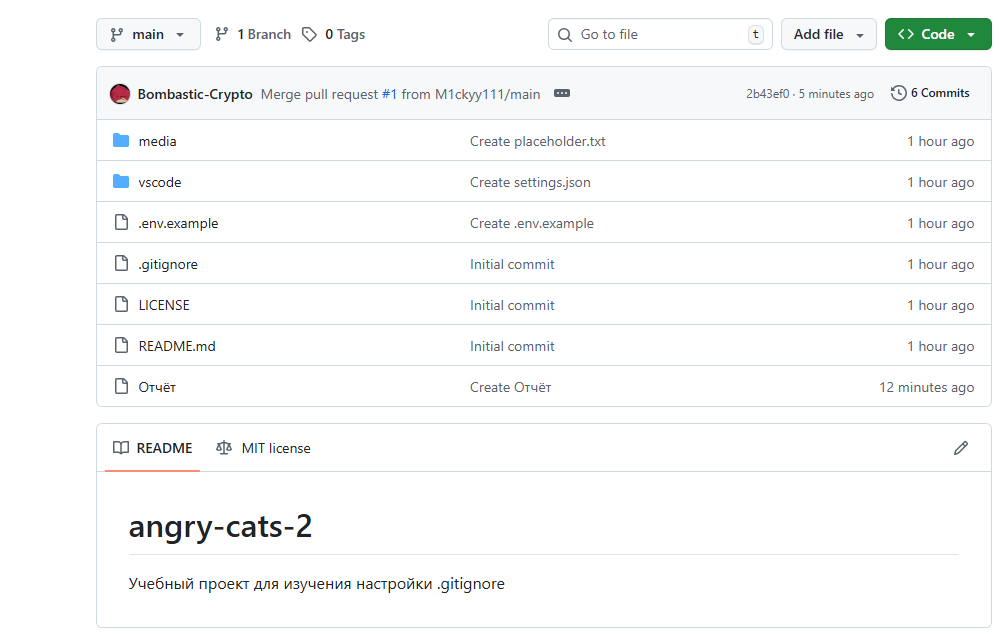 main 1 Branch 0 Tags Go to file t Add file Code
Bombastic-Crypto Merge pull request #1 from M1ckyy111/main 2b43ef0 · 5 minutes ago 6 Commits
media Create placeholder.txt 1 hour ago
vscode Create settings.json 1 hour ago
.env.example Create .env.example 1 hour ago
.gitignore Initial commit 1 hour ago
LICENSE Initial commit 1 hour ago
README.md Initial commit 1 hour ago
Отчёт Create Отчёт 12 minutes ago
README MIT license
angry-cats-2
Учебный проект для изучения настройки .gitignore